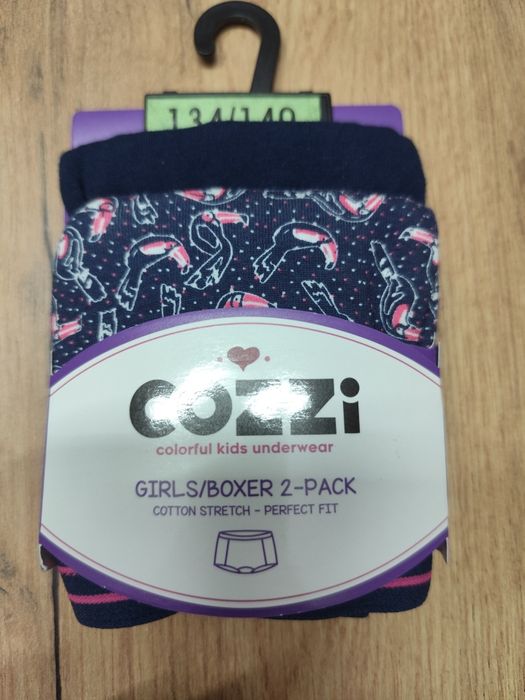 134/140
COZZi
colorful kids underwear
GIRLS/BOXER 2-PACK
COTTON STRETCH - PERFECT FIT